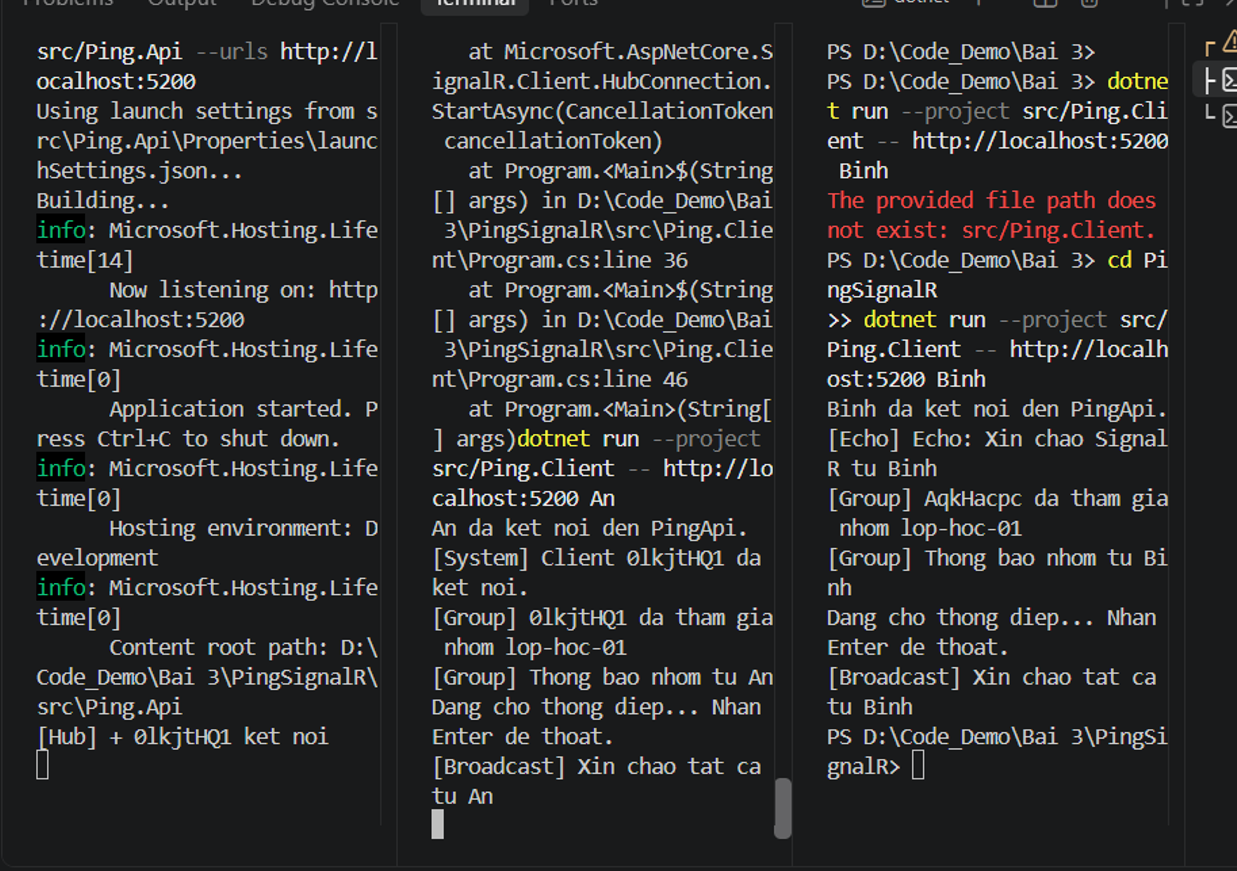 Problems Output Debug Console Terminal Ports
dotnet
src/Ping.Api --urls http://l
ocalhost:5200
Using launch settings from s
rc\Ping.Api\Properties\launc
hSettings.json...
Building...
info: Microsoft.Hosting.Life
time[14]
Now listening on: http
://localhost:5200
info: Microsoft.Hosting.Life
time[0]
Application started. P
ress Ctrl+C to shut down.
info: Microsoft.Hosting.Life
time[0]
Hosting environment: D
evelopment
info: Microsoft.Hosting.Life
time[0]
Content root path: D:\
Code_Demo\Bai 3\PingSignalR\
src\Ping.Api
[Hub] + 0lkjtHQ1 ket noi
at Microsoft.AspNetCore.S
ignalR.Client.HubConnection.
StartAsync(CancellationToken
cancellationToken)
at Program.<Main>$(String
[] args) in D:\Code_Demo\Bai
3\PingSignalR\src\Ping.Clie
nt\Program.cs:line 36
at Program.<Main>$(String
[] args) in D:\Code_Demo\Bai
3\PingSignalR\src\Ping.Clie
nt\Program.cs:line 46
at Program.<Main>(String[
] args)dotnet run --project
src/Ping.Client -- http://lo
calhost:5200 An
An da ket noi den PingApi.
[System] Client 0lkjtHQ1 da
ket noi.
[Group] 0lkjtHQ1 da tham gia
nhom lop-hoc-01
[Group] Thong bao nhom tu An
Dang cho thong diep... Nhan
Enter de thoat.
[Broadcast] Xin chao tat ca
tu An
PS D:\Code_Demo\Bai 3>
PS D:\Code_Demo\Bai 3> dotne
t run --project src/Ping.Cli
ent -- http://localhost:5200
Binh
The provided file path does
not exist: src/Ping.Client.
PS D:\Code_Demo\Bai 3> cd Pi
ngSignalR
>> dotnet run --project src/
Ping.Client -- http://localh
ost:5200 Binh
Binh da ket noi den PingApi.
[Echo] Echo: Xin chao Signal
R tu Binh
[Group] AqkHacpc da tham gia
nhom lop-hoc-01
[Group] Thong bao nhom tu Bi
nh
Dang cho thong diep... Nhan
Enter de thoat.
[Broadcast] Xin chao tat ca
tu Binh
PS D:\Code_Demo\Bai 3\PingSi
gnalR>